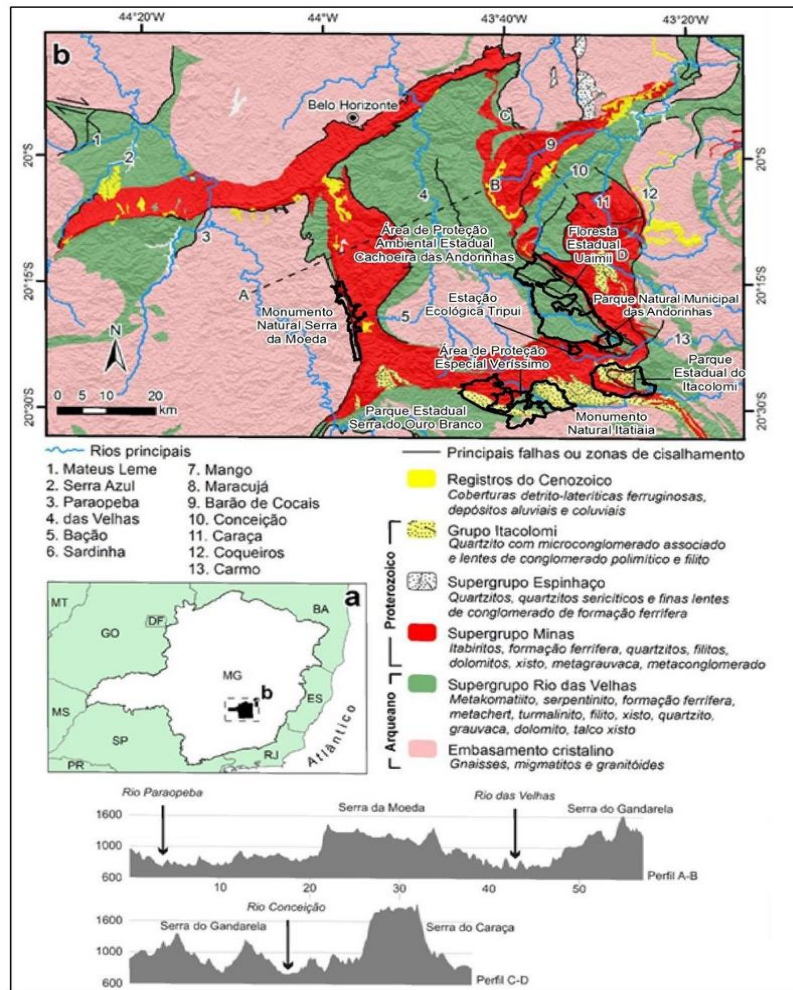 44°20'W
44°W
43°40'W
43°20'W
b
Belo Horizonte
C
1
2
9
20°S
20°S
10
B
4
11
12
Floresta
Estadual
Uaimii
Área de Proteção
Ambiental Estadual
Cachoeira das Andorinhas
3
D
A
20°15'S
20°15'S
Estação
Ecológica Tripui
Parque Natural Municipal
das Andorinhas
Monumento
Natural Serra
da Moeda
5
N
13
Área de Proteção
Especial Veríssimo
Parque
Estadual do
Itacolomi
0 5 10 20
km
20°30'S
20°30'S
Parque Estadual
Serra do Ouro Branco
Monumento
Natural Itatiaia
Rios principais
1. Mateus Leme
2. Serra Azul
3. Paraopeba
4. das Velhas
5. Bação
6. Sardinha
7. Mango
8. Maracujá
9. Barão de Cocais
10. Conceição
11. Caraça
12. Coqueiros
13. Carmo
Principais falhas ou zonas de cisalhamento
Registros do Cenozoico
Coberturas detrito-lateríticas ferruginosas,
depósitos aluviais e coluviais
Proterozoico
Grupo Itacolomi
Quartzito com microconglomerado associado
e lentes de conglomerado polimítico e filito
Supergrupo Espinhaço
Quartzitos, quartzitos sericíticos e finas lentes
de conglomerado de formação ferrífera
Supergrupo Minas
Itabiritos, formação ferrífera, quartzitos, filitos,
dolomitos, xisto, metagrauvaca, metaconglomerado
Arqueano
Supergrupo Rio das Velhas
Metakomatiito, serpentinito, formação ferrífera,
metachert, turmalinito, filito, xisto, quartzito,
grauvaca, dolomito, talco xisto
Embasamento cristalino
Gnaisses, migmatitos e granitóides
a
MT
BA
DF
GO
MG
b
ES
MS
SP
RJ
PR
Atlântico
Rio Paraopeba
Serra da Moeda
Rio das Velhas
Serra do Gandarela
1600
1000
600
10 20 30 40 50
Perfil A-B
Rio Conceição
Serra do Gandarela
Serra do Caraça
1600
1000
600
10 20 30
Perfil C-D